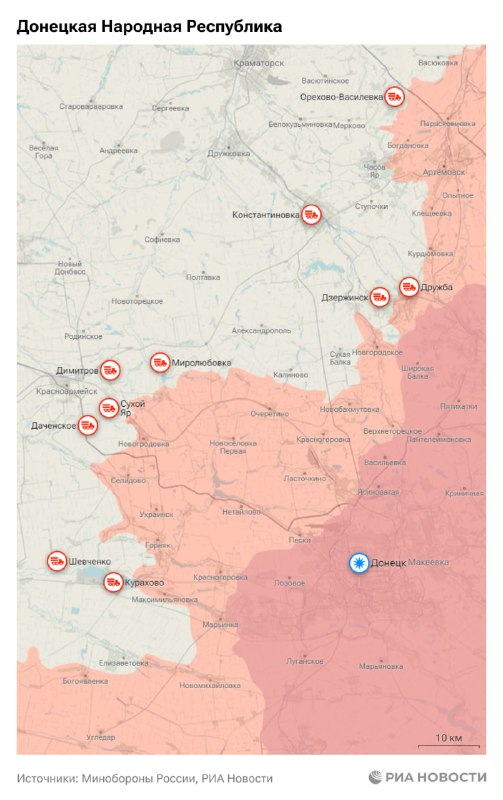 Донецкая Народная Республика
Краматорск
Васюковка
Васютинское
Орехово-Василевка
Староварваровка
Сергеевка
Белокузьминовка
Марково
Парасковиевка
Веселая
Гора
Андреевка
Дружковка
Богдановка
Часов
Яр
Артемовск
Опытное
Ступочки
Клещеевка
Константиновка
Софиевка
Курдюмовка
Новый
Донбасс
Полтавка
Дзержинск
Дружба
Новоторецкое
Александрополь
Родинское
Сухая
Балка
Новгородское
Миролюбовка
Димитров
Калиново
Широкая
Балка
Красноармейск
Сухой
Яр
Даченское
Очеретино
Новобахмутовка
Пятихатки
Верхнеторецкое
Пантелеймоновка
Новогродовка
Новоселовка
Первая
Красногоровка
Васильевка
Селидово
Ласточкино
Ясиноватая
Криничная
Украинск
Нетайлово
Горняк
Пески
Шевченко
Донецк
Макеевка
Курахово
Красногоровка
Лозовое
Максимильяновка
Марьинка
Елизаветовка
Луганское
Марьяновка
Богоявленка
Новомихайловка
Угледар
10 км
Источники: Минобороны России, РИА Новости
РИА НОВОСТИ